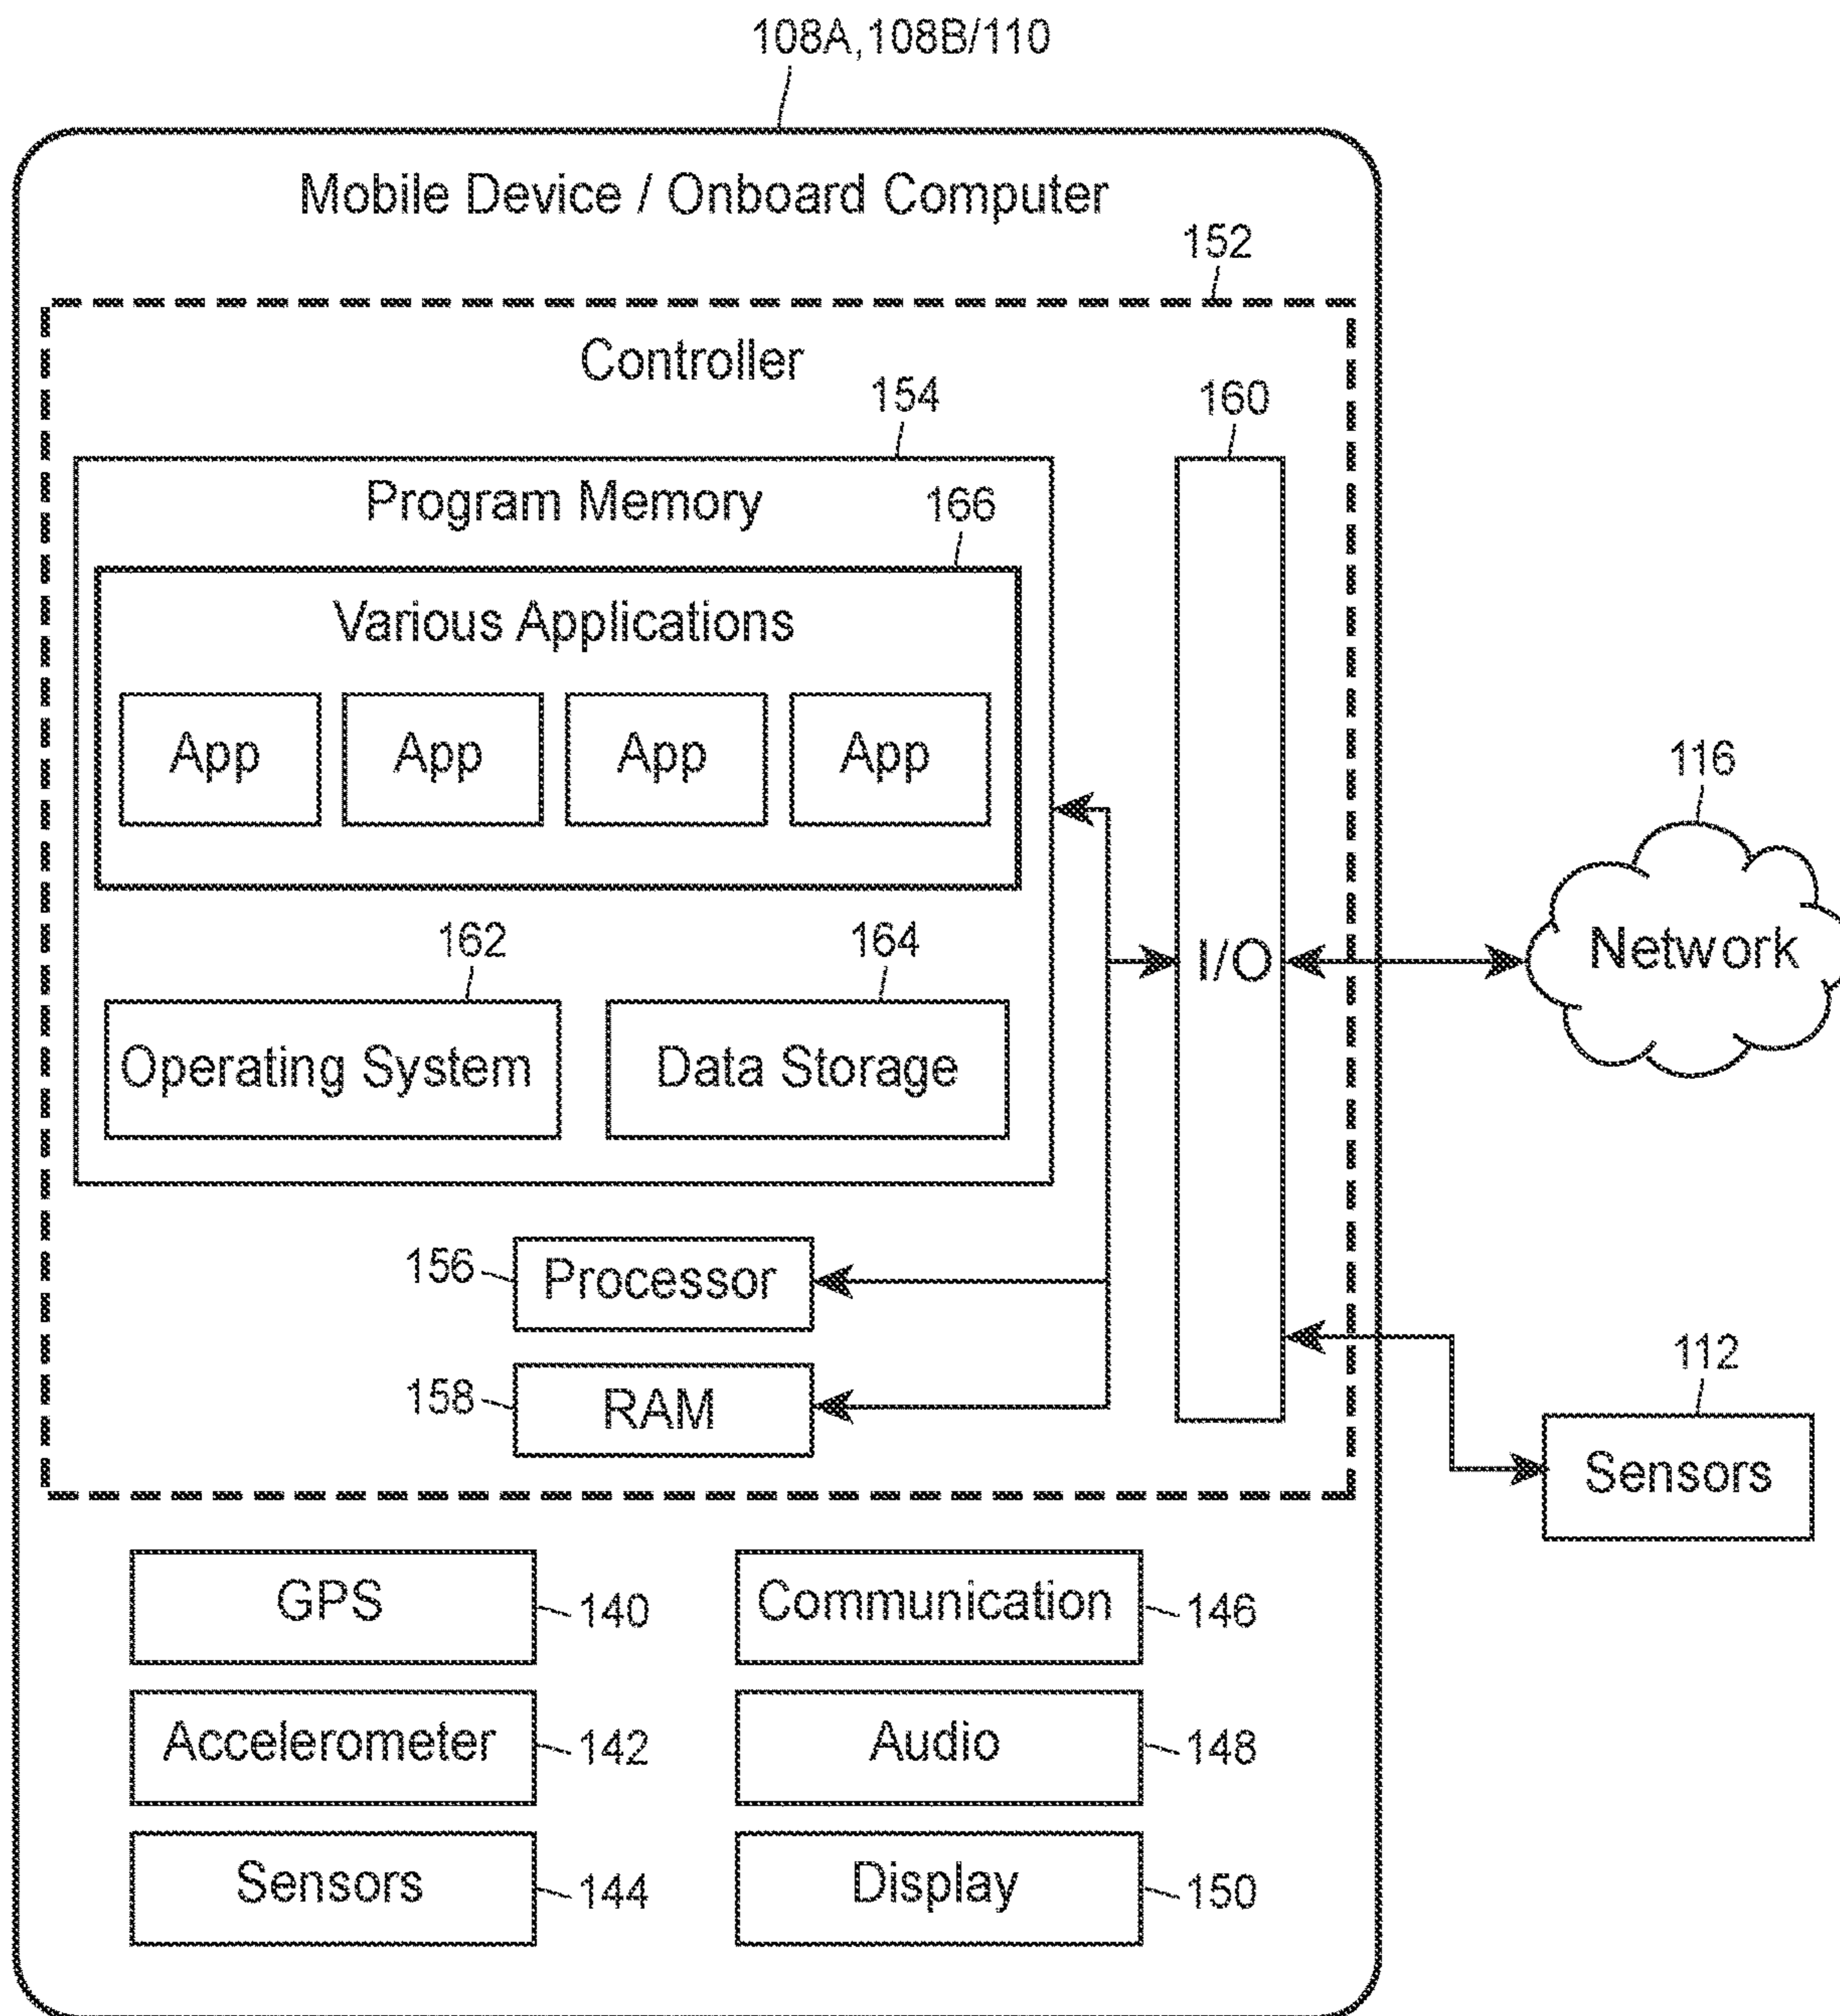 108A,108B/110
Mobile Device / Onboard Computer
152
Controller
154
160
Program Memory
166
Various Applications
App App App App
116
Network
162
164
I/O
Operating System
Data Storage
156
Processor
158
RAM
112
Sensors
GPS
140
Communication
146
Accelerometer
142
Audio
148
Sensors
144
Display
150